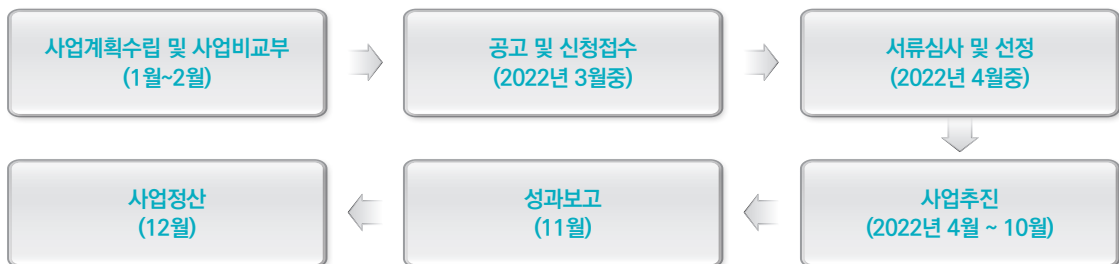 사업계획수립 및 사업비교부
(1월~2월)
공고 및 신청접수
(2022년 3월중)
서류심사 및 선정
(2022년 4월중)
사업추진
(2022년 4월 ~ 10월)
성과보고
(11월)
사업정산
(12월)